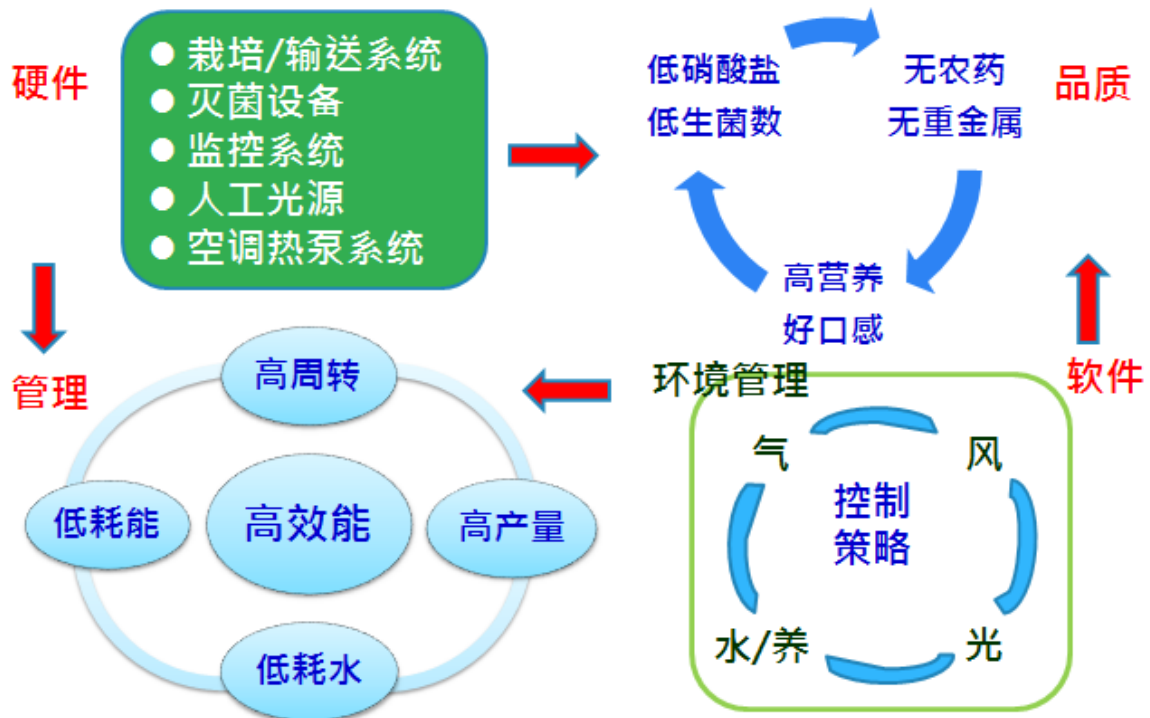 硬件
栽培/输送系统
灭菌设备
监控系统
人工光源
空调热泵系统
低硝酸盐
低生菌数
无农药
无重金属
品质
高营养
好口感
管理
高周转
低耗能
高效能
高产量
低耗水
环境管理
软件
气
风
控制
策略
水/养
光